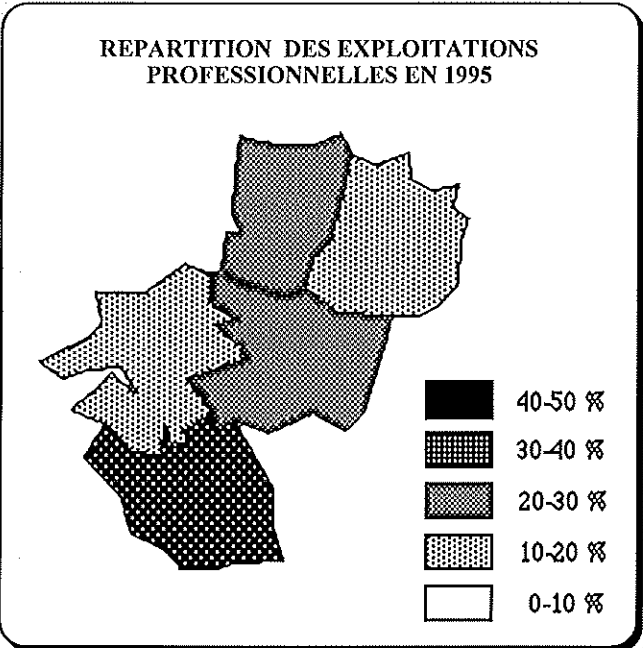 REPARTITION DES EXPLOITATIONS
PROFESSIONNELLES EN 1995
40-50 %
30-40 %
20-30 %
10-20 %
0-10 %